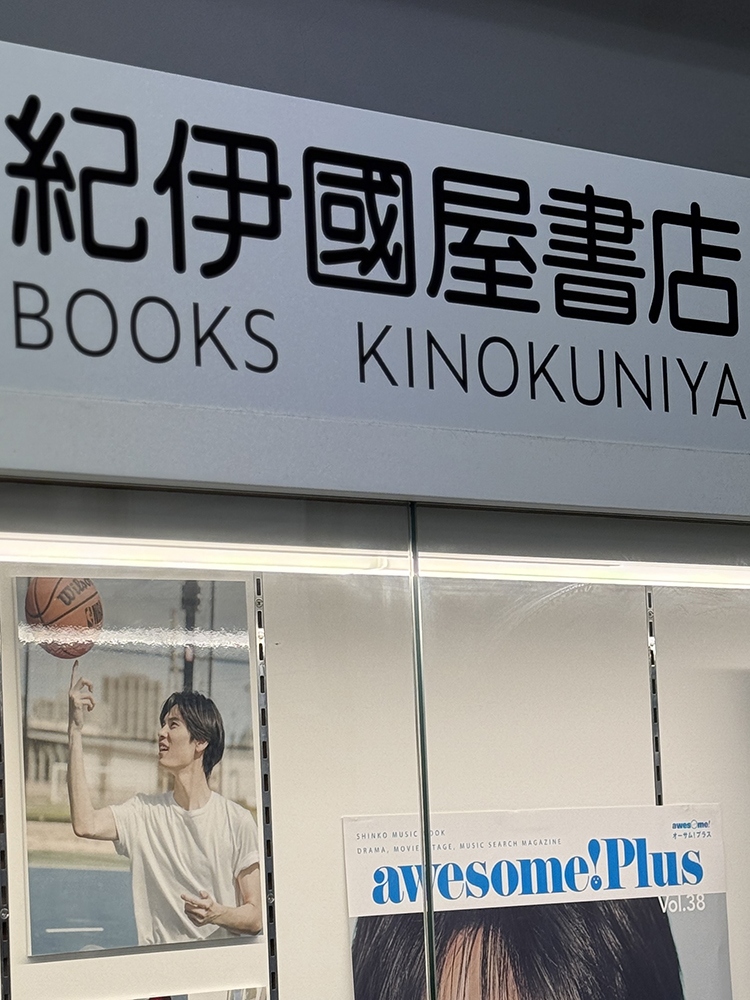 紀伊國屋書店
BOOKS KINOKUNIYA
Wilson
SHINKO MUSIC BOOK
DRAMA, MOVIE, STAGE, MUSIC SEARCH MAGAZINE
awesome!
オーサム!プラス
awesome!Plus
Vol.38